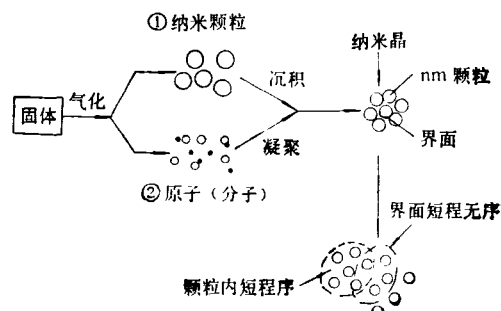 ①纳米颗粒
纳米晶
nm 颗粒
固体
气化
沉积
凝聚
界面
②原子（分子）
界面短程无序
颗粒内短程序